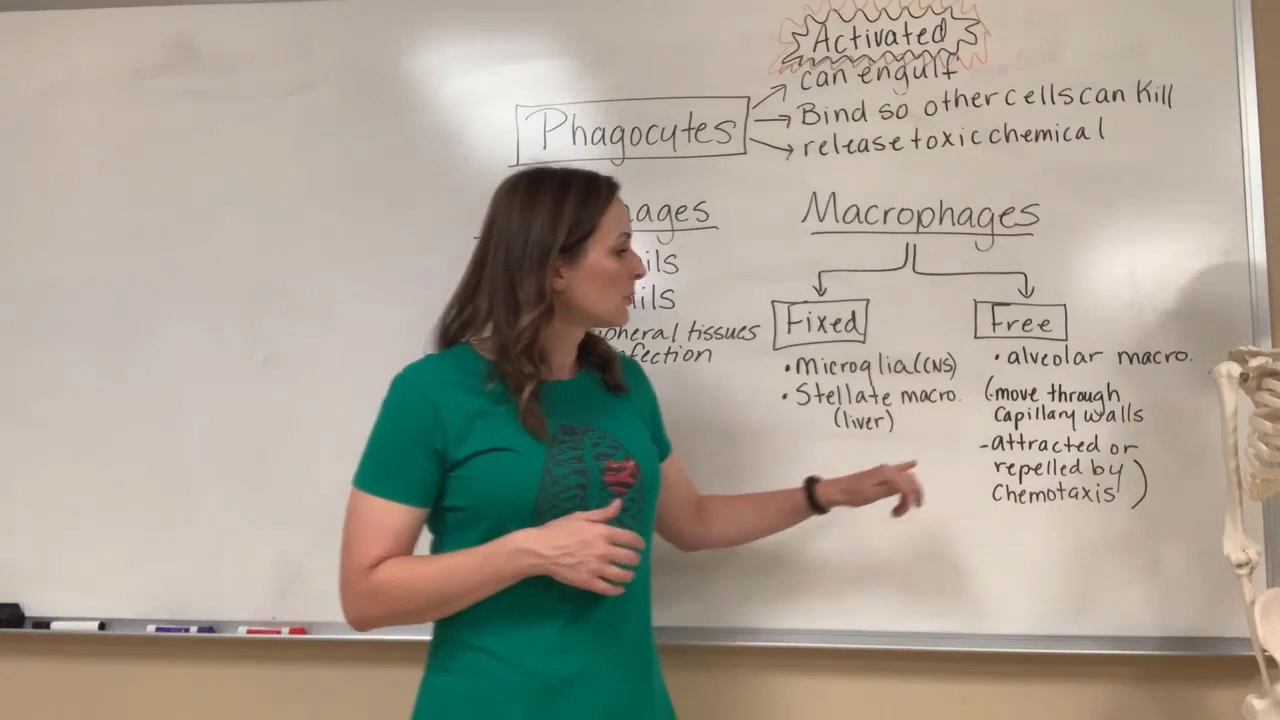 Activated
can engulf
Phagocytes
Bind so other cells can Kill
release toxic chemical
Macrophages
Fixed
• Microglia (CNS)
• Stellate macro.
(liver)
Free
• alveolar macro.
(-move through
Capillary walls
-attracted or
repelled by
Chemotaxis)
tissues